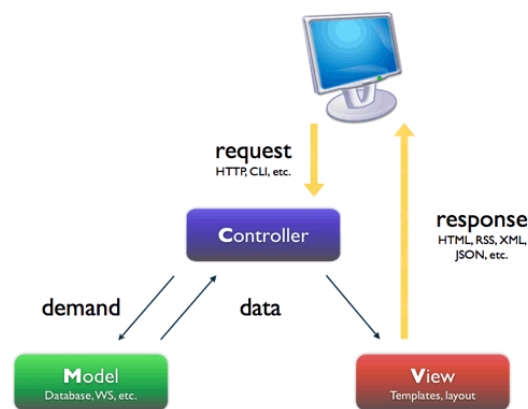 request
HTTP, CLI, etc.
Controller
response
HTML, RSS, XML,
JSON, etc.
demand
data
Model
Database, WS, etc.
View
Templates, layout